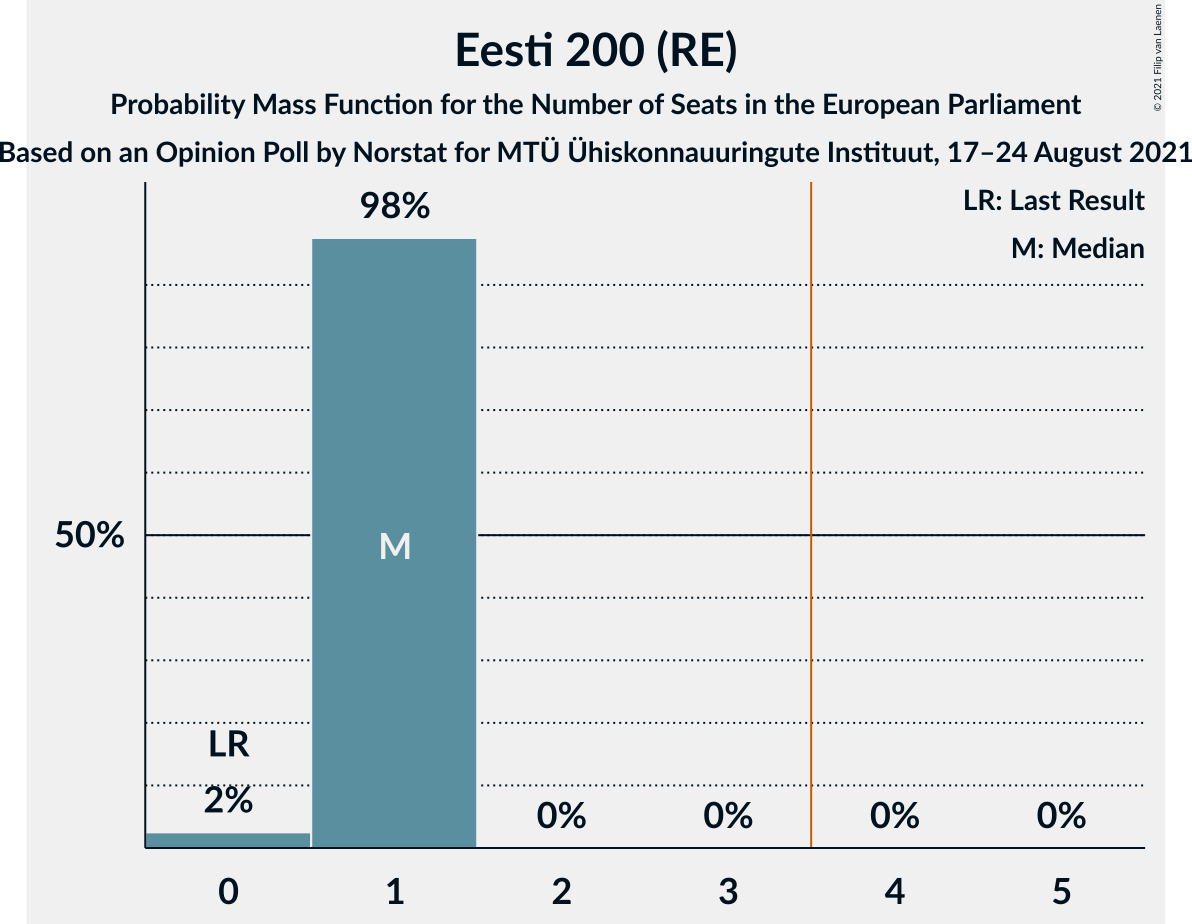 Eesti 200 (RE)
Probability Mass Function for the Number of Seats in the European Parliament
Based on an Opinion Poll by Norstat for MTÜ Ühiskonnauuringute Instituut, 17–24 August 2021
© 2021 Filip van Laenen
LR: Last Result
M: Median
98%
50%
M
LR
2%
0%
0%
0%
0%
0
1
2
3
4
5